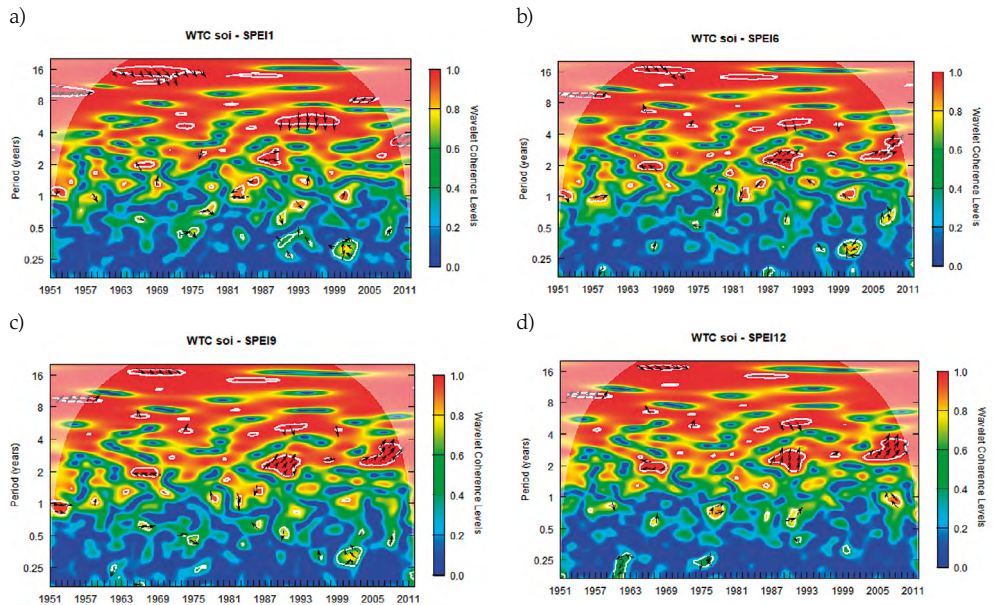 a)
WTC soi - SPEI1
Period (years)
16
8
4
2
1
0.5
0.25
1951 1957 1963 1969 1975 1981 1987 1993 1999 2005 2011
1.0
0.8
0.6
0.4
0.2
0.0
Wavelet Coherence Levels
b)
WTC soi - SPEI6
Period (years)
16
8
4
2
1
0.5
0.25
1951 1957 1963 1969 1975 1981 1987 1993 1999 2005 2011
1.0
0.8
0.6
0.4
0.2
0.0
Wavelet Coherence Levels
c)
WTC soi - SPEI9
Period (years)
16
8
4
2
1
0.5
0.25
1951 1957 1963 1969 1975 1981 1987 1993 1999 2005 2011
1.0
0.8
0.6
0.4
0.2
0.0
Wavelet Coherence Levels
d)
WTC soi - SPEI12
Period (years)
16
8
4
2
1
0.5
0.25
1951 1957 1963 1969 1975 1981 1987 1993 1999 2005 2011
1.0
0.8
0.6
0.4
0.2
0.0
Wavelet Coherence Levels